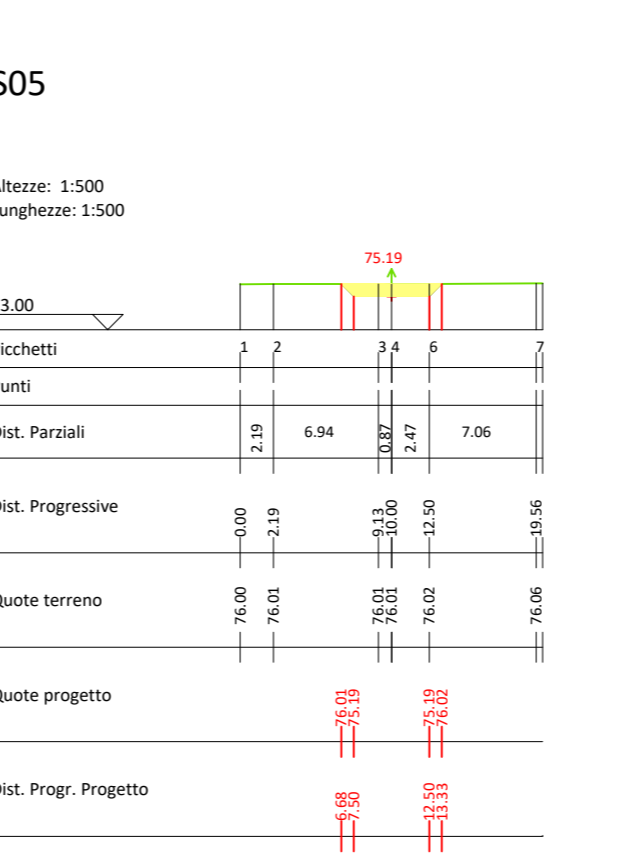 S05
ltezze: 1:500
unghezze: 1:500
75.19
3.00
icchetti 1 2 3 4 6 7
unti
ist. Parziali 2.19 6.94 0.87 2.47 7.06
ist. Progressive 0.00 2.19 9.13 10.00 12.50 19.56
Quote terreno 76.00 76.01 76.01 76.01 76.02 76.06
Quote progetto 76.01 75.19 75.19 76.02
ist. Progr. Progetto 6.68 7.50 12.50 13.33